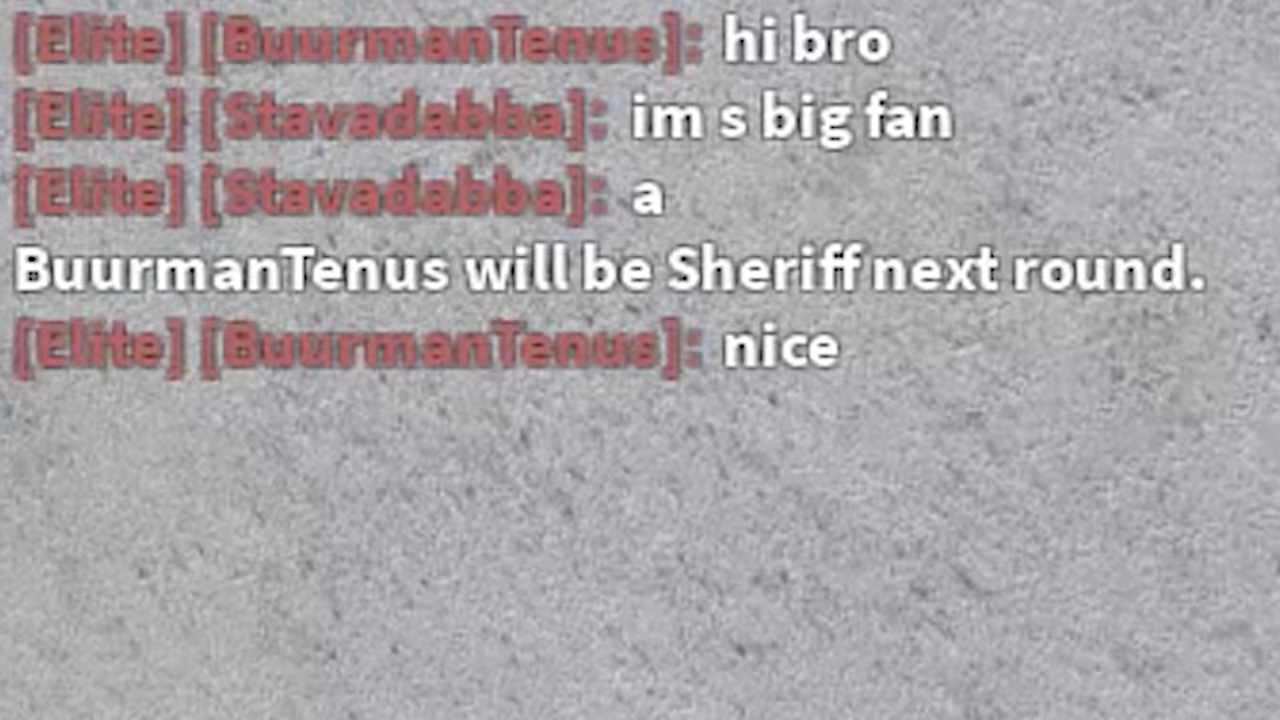 [Elite] [BuurmanTenus]: hi bro
[Elite] [Stavadabba]: im s big fan
[Elite] [Stavadabba]: a
BuurmanTenus will be Sheriff next round.
[Elite] [BuurmanTenus]: nice